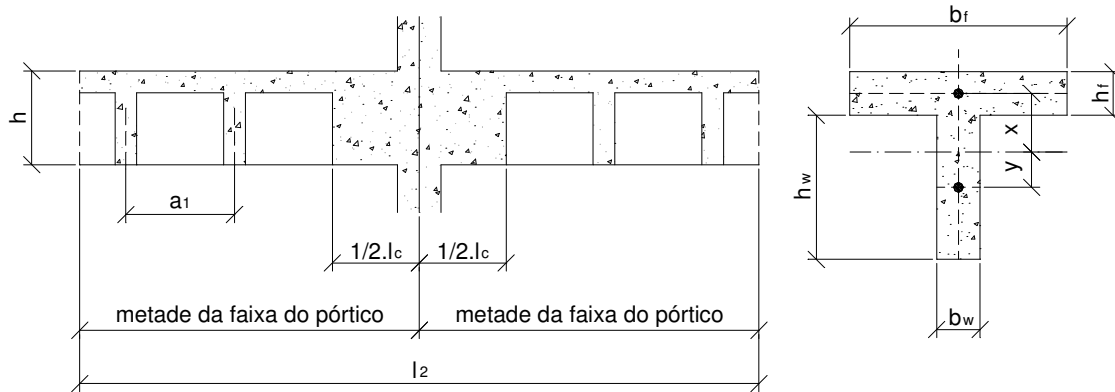 h
a1
1/2.lc
1/2.lc
metade da faixa do pórtico
metade da faixa do pórtico
l2
bf
hf
x
y
hw
bw